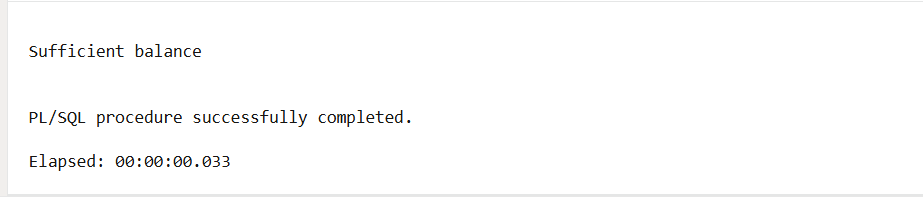 Sufficient balance
PL/SQL procedure successfully completed.
Elapsed: 00:00:00.033